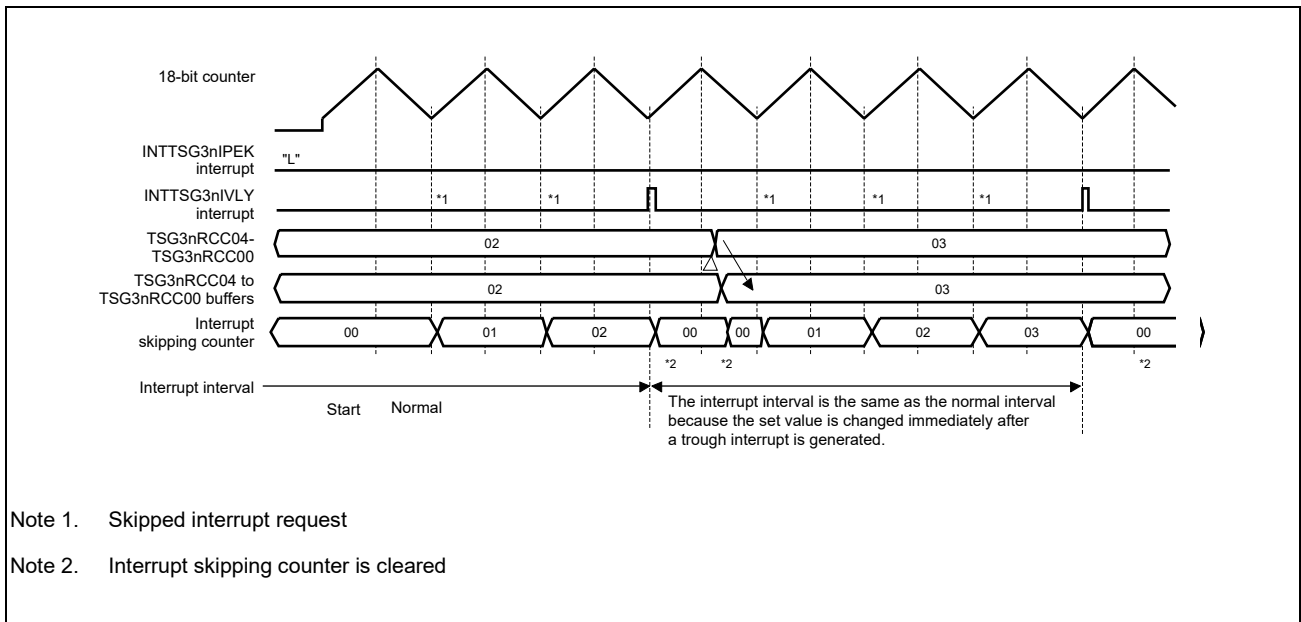 18-bit counter
INTTSG3nIPEK
interrupt
"L"
INTTSG3nIVLY
interrupt
*1
*1
*1
*1
*1
TSG3nRCC04-
TSG3nRCC00
02
03
TSG3nRCC04 to
TSG3nRCC00 buffers
02
03
Interrupt
skipping counter
00
01
02
00
00
01
02
03
00
*2
*2
*2
Interrupt interval
Start
Normal
The interrupt interval is the same as the normal interval
because the set value is changed immediately after
a trough interrupt is generated.
Note 1. Skipped interrupt request
Note 2. Interrupt skipping counter is cleared